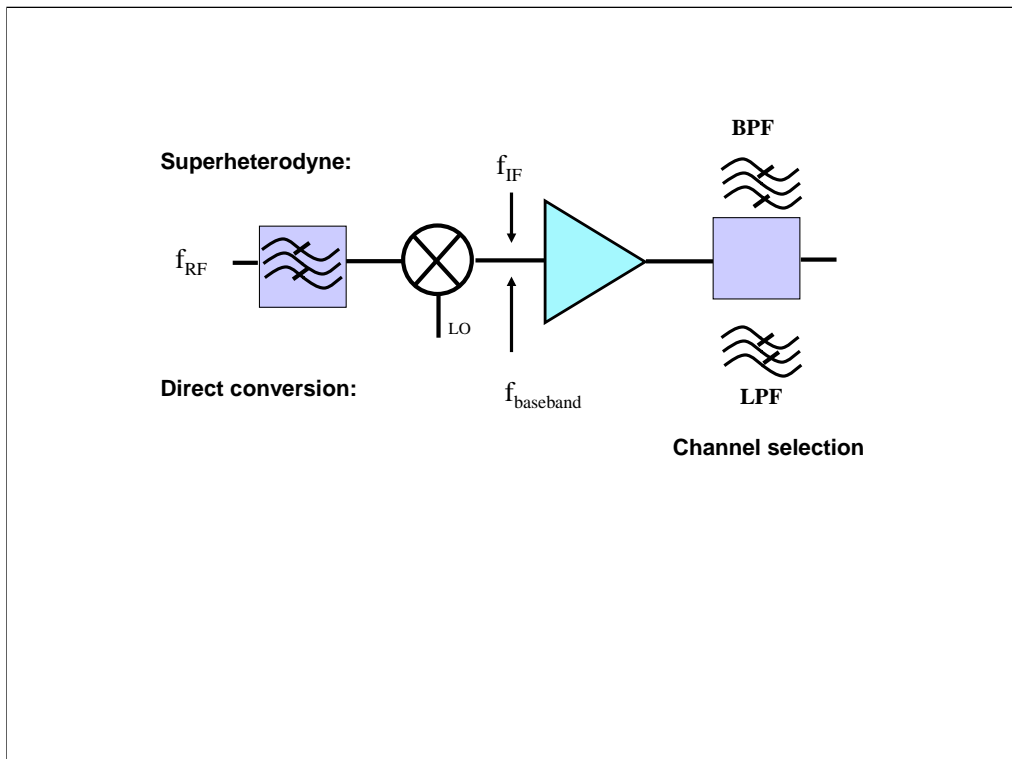 BPF
Superheterodyne:
f_IF
f_RF
LO
Direct conversion:
f_baseband
LPF
Channel selection